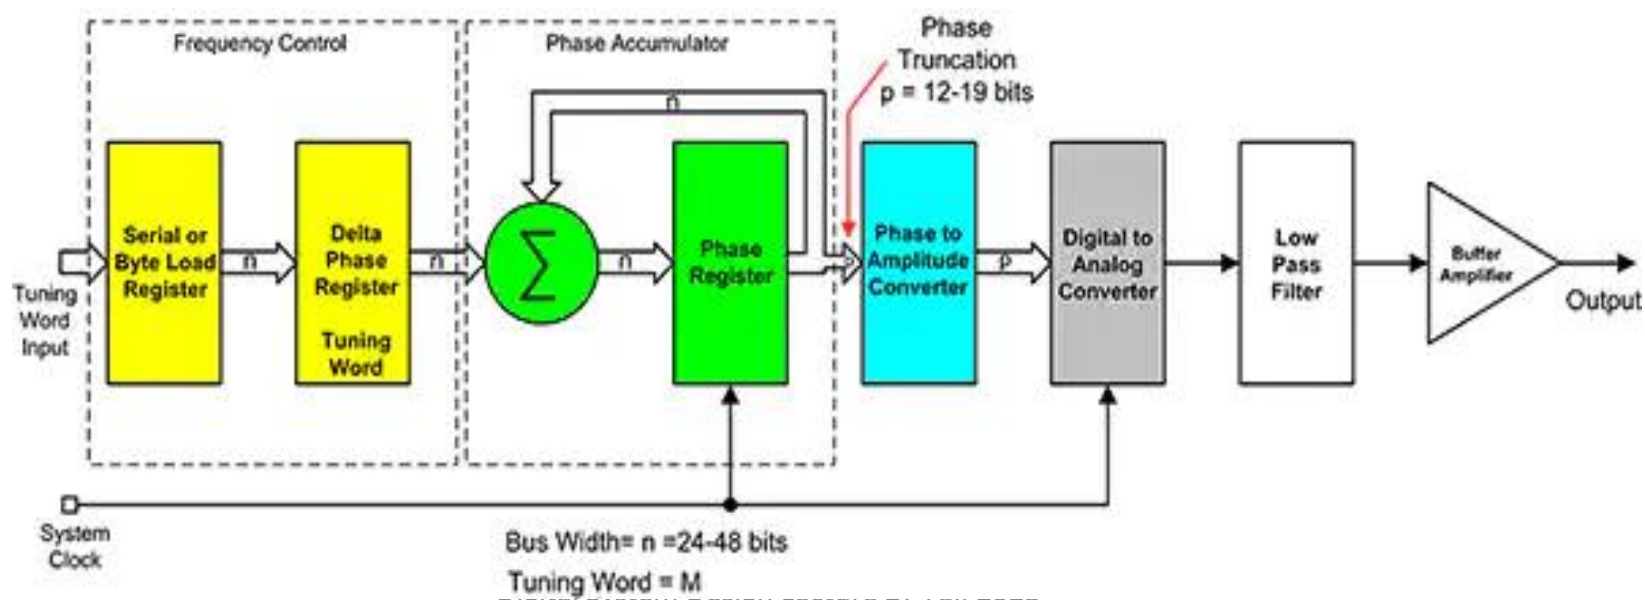 Frequency Control
Phase Accumulator
Phase
Truncation
p = 12-19 bits
n
Serial or
Byte Load
Register
n
Delta
Phase
Register
Tuning
Word
n
Σ
n
Phase
Register
p
Phase to
Amplitude
Converter
p
Digital to
Analog
Converter
Low
Pass
Filter
Buffer
Amplifier
Output
Tuning
Word
Input
System
Clock
Bus Width= n =24-48 bits
Tuning Word = M